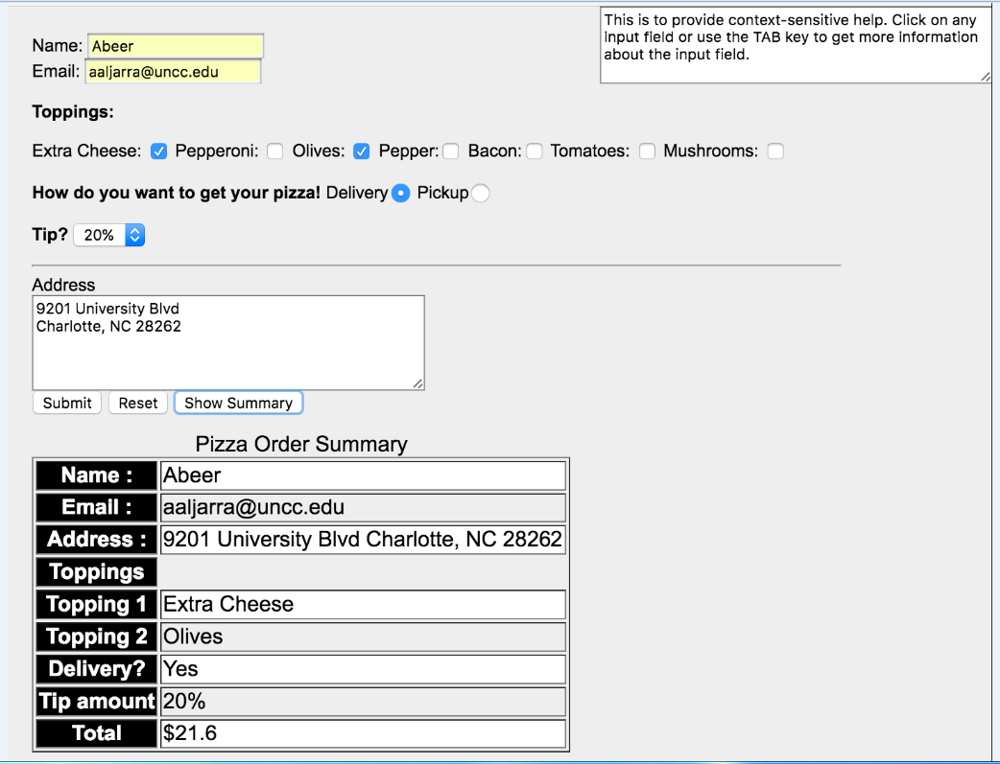 This is to provide context-sensitive help. Click on any
input field or use the TAB key to get more information
about the input field.
Name: Abeer
Email: aaljarra@uncc.edu
Toppings:
Extra Cheese: Pepperoni: Olives: Pepper: Bacon: Tomatoes: Mushrooms:
How do you want to get your pizza! Delivery Pickup
Tip? 20%
Address
9201 University Blvd
Charlotte, NC 28262
Submit Reset Show Summary
Pizza Order Summary
Name : Abeer
Email : aaljarra@uncc.edu
Address : 9201 University Blvd Charlotte, NC 28262
Toppings
Topping 1 Extra Cheese
Topping 2 Olives
Delivery? Yes
Tip amount 20%
Total $21.6